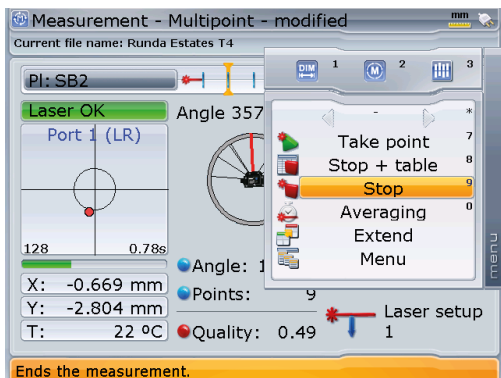 Measurement - Multipoint - modified
mm
Current file name: Runda Estates T4
PI: SB2
DIM 1
M 2
3
Laser OK
Angle 357
Port 1 (LR)
- *
Take point 7
Stop + table 8
Stop 9
Averaging 0
Extend
Menu
menu
128 0.78s
X: -0.669 mm
Y: -2.804 mm
T: 22 ºC
Angle: 1
Points: 9
Quality: 0.49
Laser setup
1
Ends the measurement.